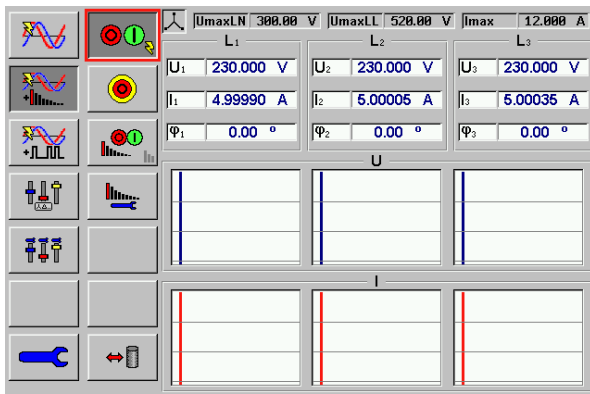 UmaxLN 300.00 V UmaxLL 520.00 V Imax 12.000 A
L1 L2 L3
U1 230.000 V U2 230.000 V U3 230.000 V
I1 4.99990 A I2 5.00005 A I3 5.00035 A
φ1 0.00 ° φ2 0.00 ° φ3 0.00 °
U
I